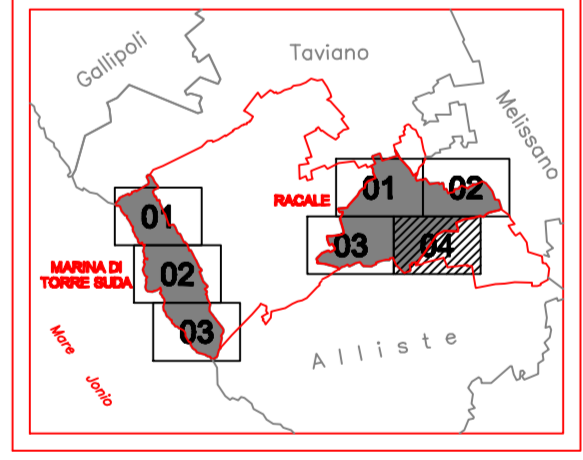 Gallipoli
Taviano
Melissano
RACALE
01
02
03
04
MARINA DI
TORRE SUDA
01
02
03
Mare
Jonio
Alliste